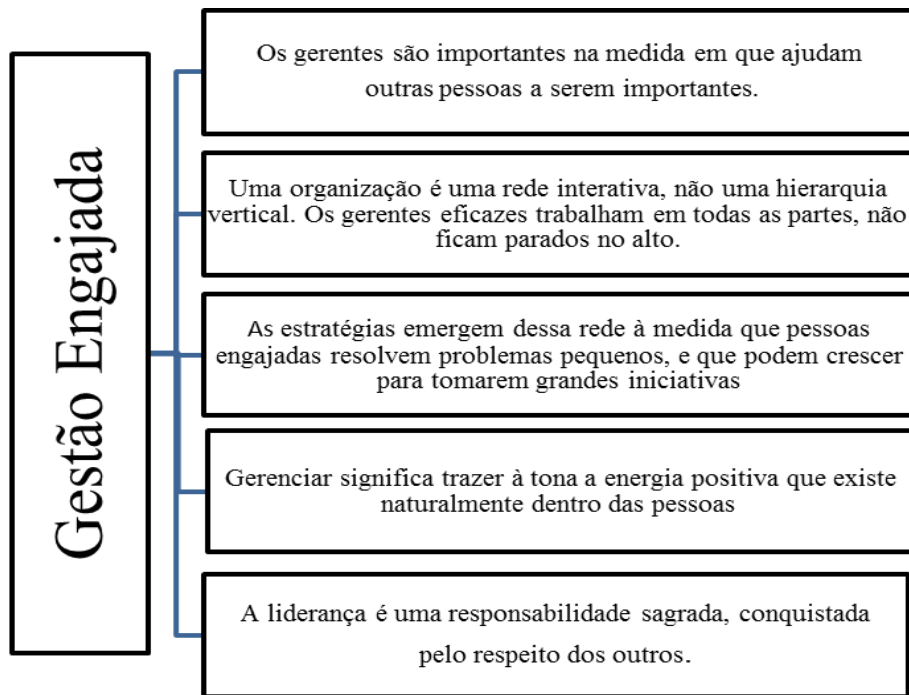 Gestão Engajada
Os gerentes são importantes na medida em que ajudam
outras pessoas a serem importantes.
Uma organização é uma rede interativa, não uma hierarquia
vertical. Os gerentes eficazes trabalham em todas as partes, não
ficam parados no alto.
As estratégias emergem dessa rede à medida que pessoas
engajadas resolvem problemas pequenos, e que podem crescer
para tomarem grandes iniciativas
Gerenciar significa trazer à tona a energia positiva que existe
naturalmente dentro das pessoas
A liderança é uma responsabilidade sagrada, conquistada
pelo respeito dos outros.